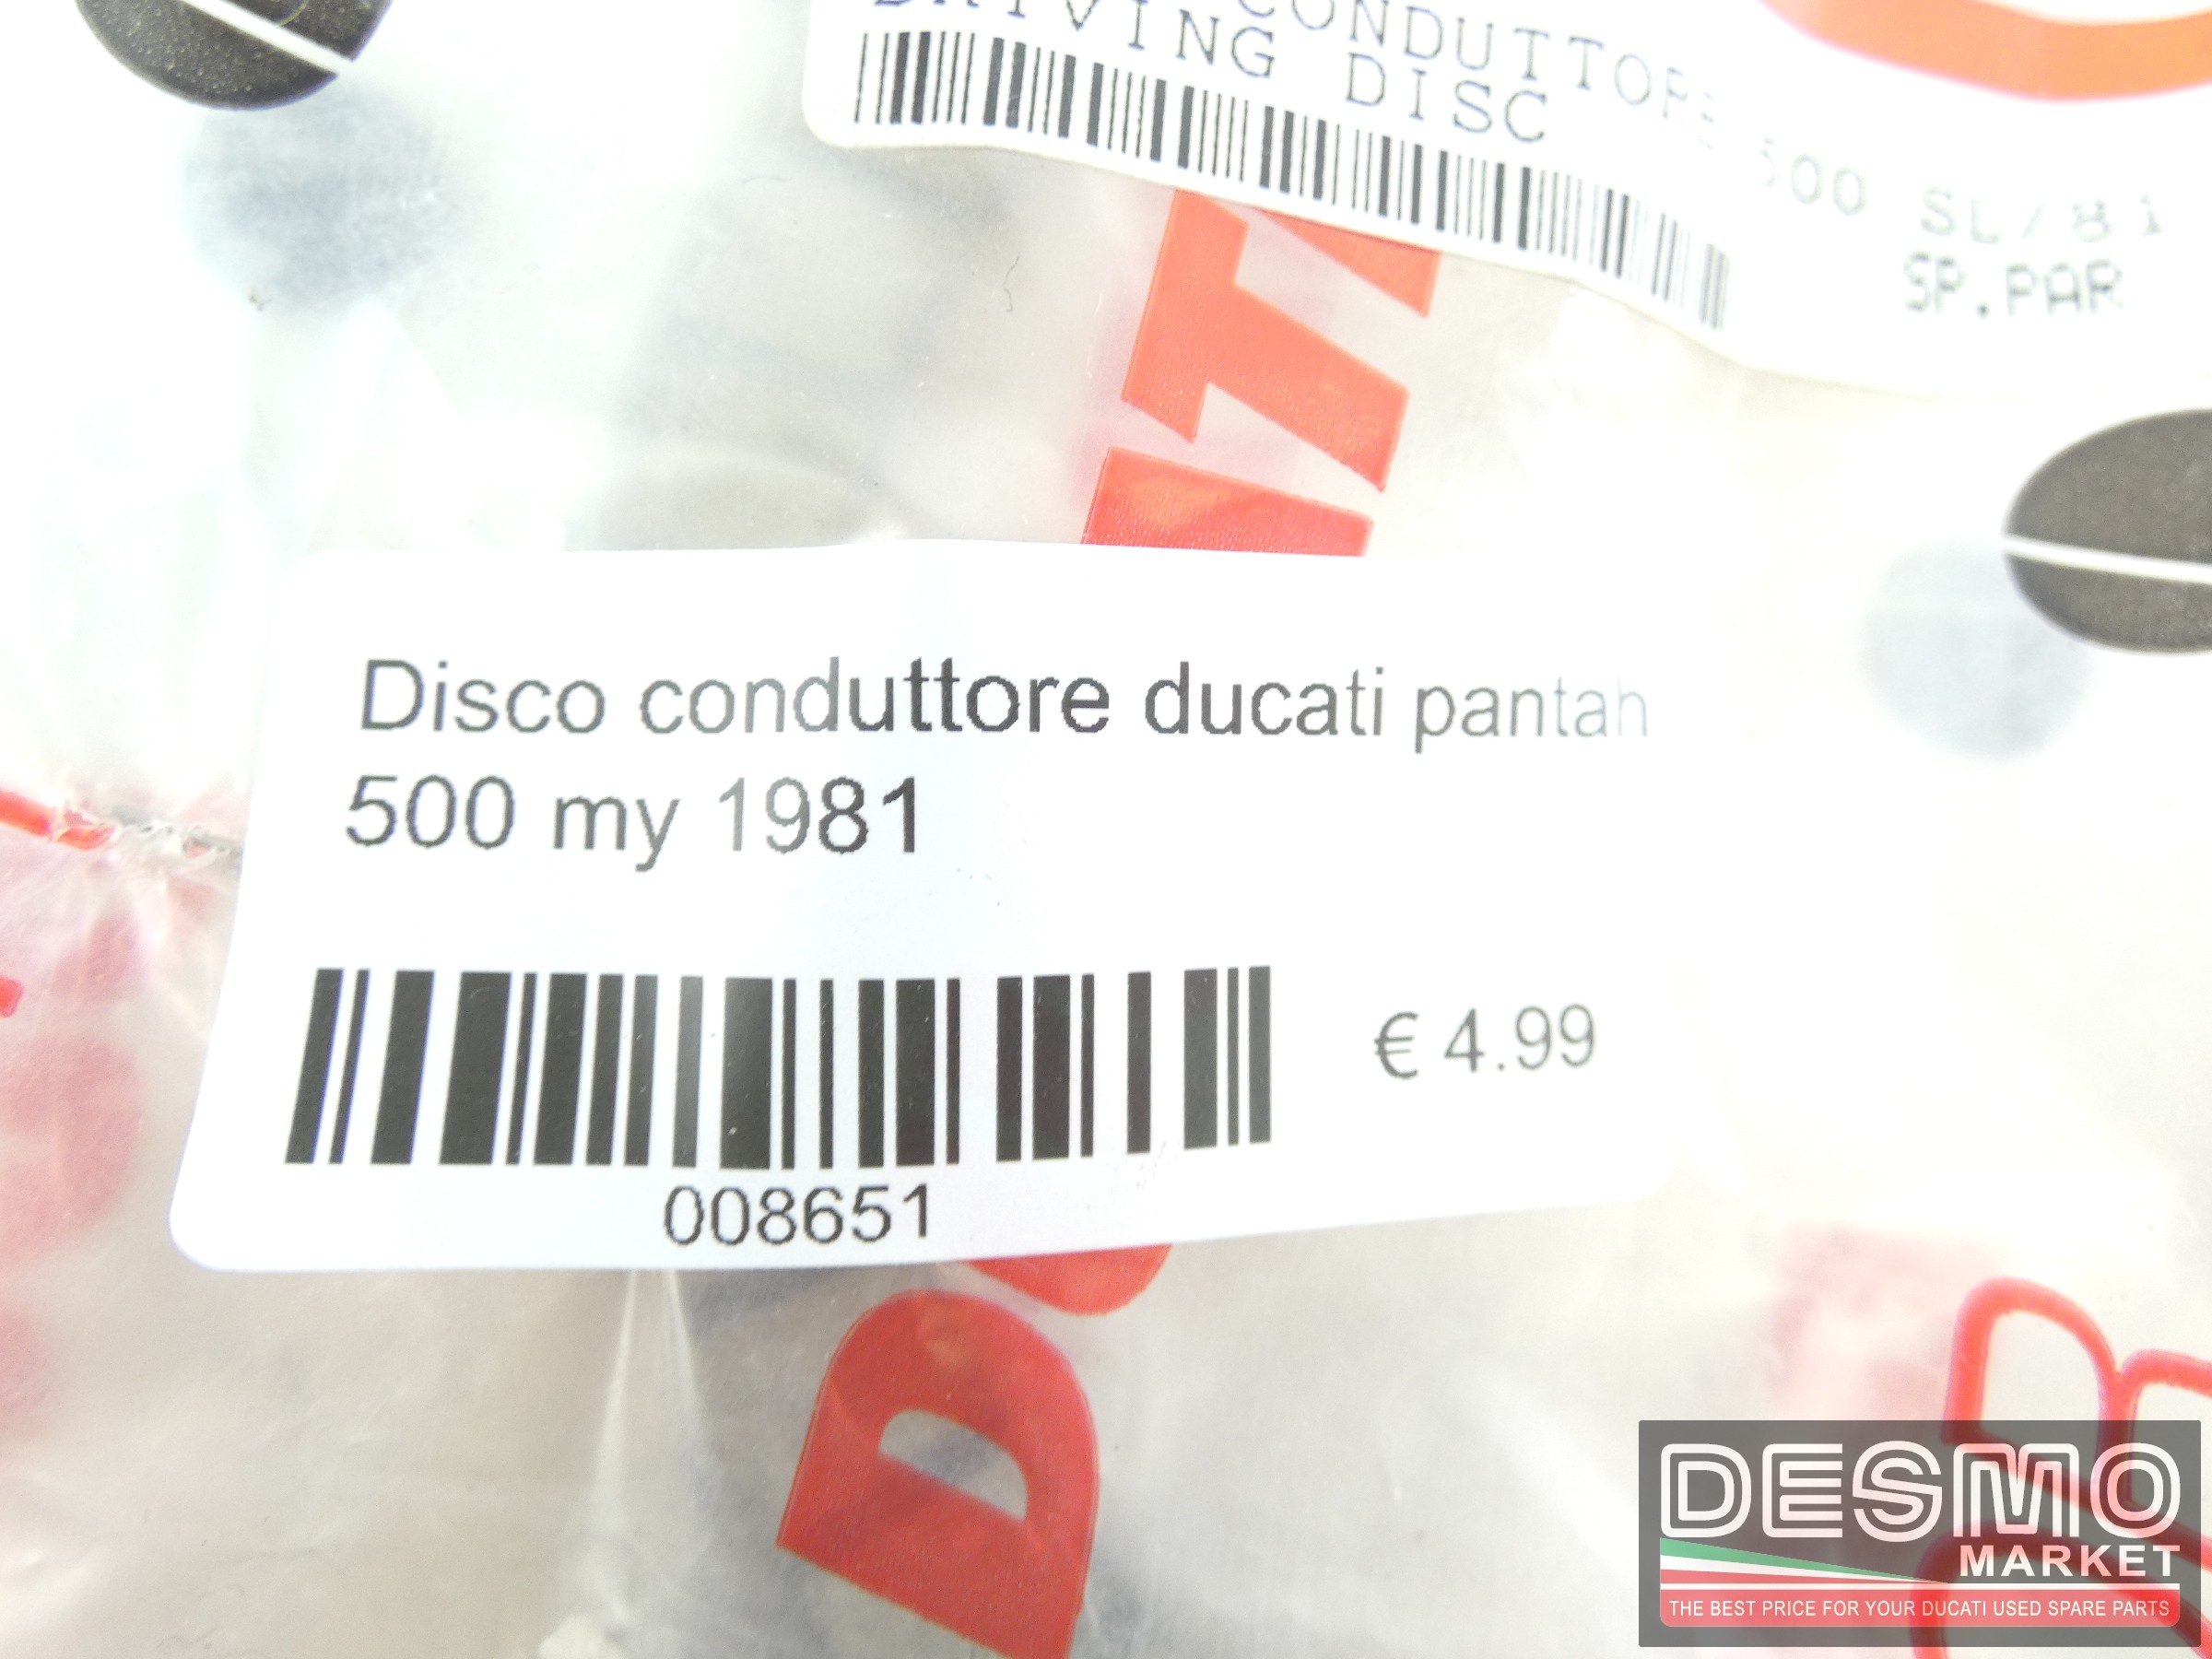 CONDUTTORE 500 SL/81
DRIVING DISC
SP.PAR
Disco conduttore ducati pantah
500 my 1981
€ 4.99
008651
DESMO
MARKET
THE BEST PRICE FOR YOUR DUCATI USED SPARE PARTS